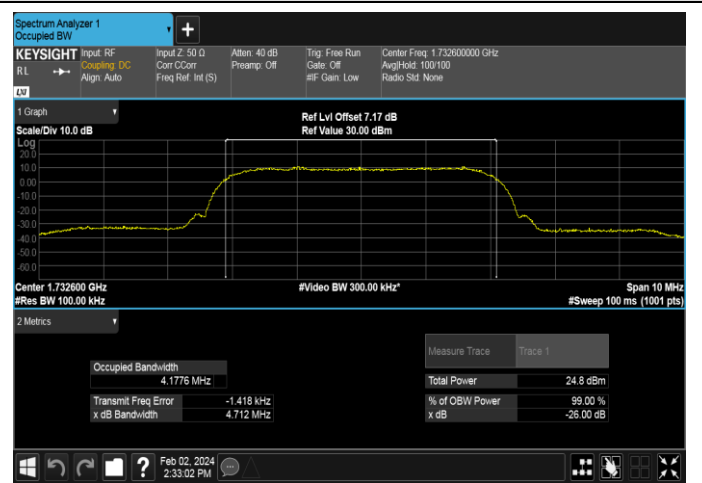 Spectrum Analyzer 1
Occupied BW
+
KEYSIGHT Input: RF Input Z: 50 Ω Atten: 40 dB Trig: Free Run Center Freq: 1.732600000 GHz
RL Coupling: DC Corr CCorr Preamp: Off Gate: Off Avg|Hold: 100/100
Align: Auto Freq Ref: Int (S) #IF Gain: Low Radio Std: None
LXI
1 Graph
Ref Lvl Offset 7.17 dB
Scale/Div 10.0 dB Ref Value 30.00 dBm
Log
20.0
10.0
0.00
-10.0
-20.0
-30.0
-40.0
-50.0
-60.0
Center 1.732600 GHz #Video BW 300.00 kHz* Span 10 MHz
#Res BW 100.00 kHz #Sweep 100 ms (1001 pts)
2 Metrics
Measure Trace Trace 1
Occupied Bandwidth
4.1776 MHz Total Power 24.8 dBm
Transmit Freq Error -1.418 kHz % of OBW Power 99.00 %
x dB Bandwidth 4.712 MHz x dB -26.00 dB
? Feb 02, 2024
2:33:02 PM